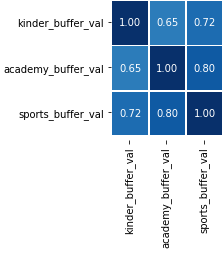 kinder_buffer_val 1.00 0.65 0.72
academy_buffer_val 0.65 1.00 0.80
sports_buffer_val 0.72 0.80 1.00
kinder_buffer_val
academy_buffer_val
sports_buffer_val